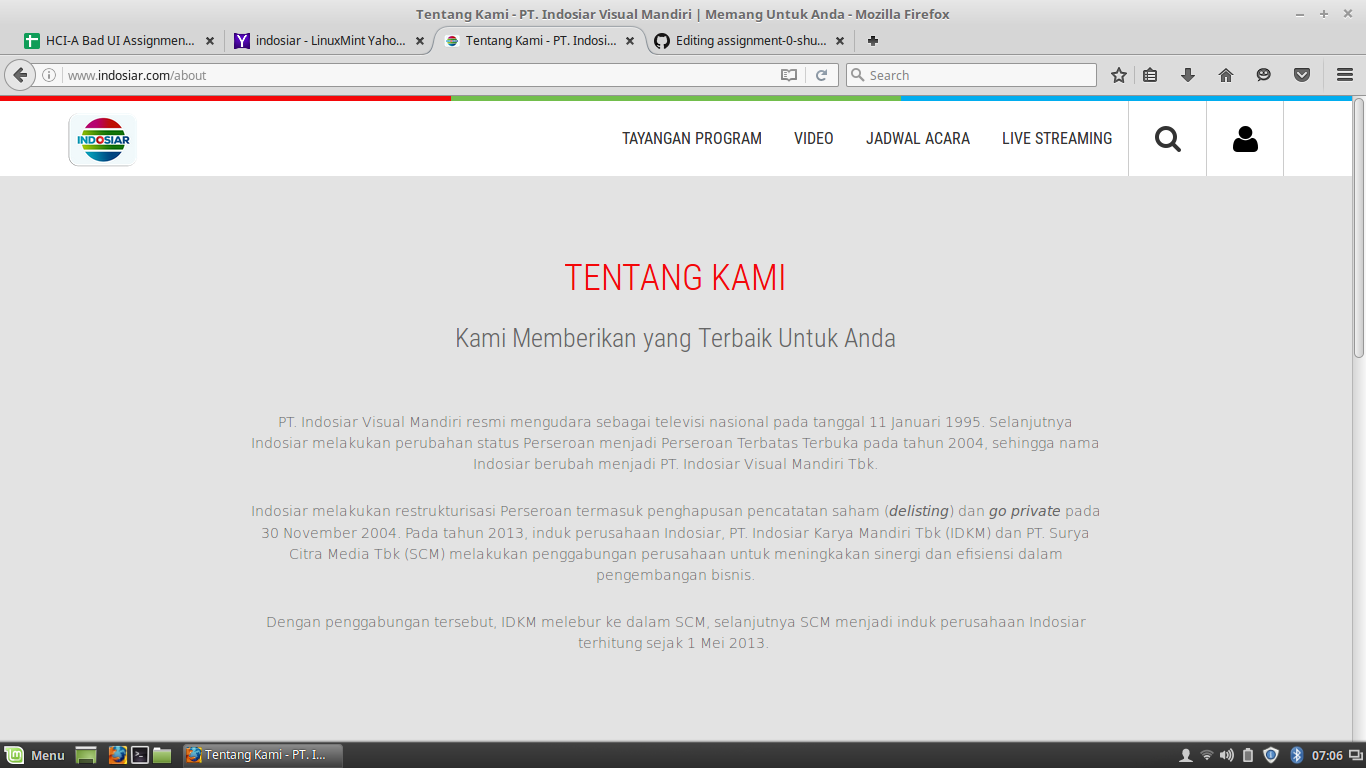 Tentang Kami - PT. Indosiar Visual Mandiri | Memang Untuk Anda - Mozilla Firefox
HCI-A Bad UI Assignmen...
indosiar - LinuxMint Yaho...
Tentang Kami - PT. Indosi...
Editing assignment-0-shu...
www.indosiar.com/about
Search
INDOSIAR
TAYANGAN PROGRAM
VIDEO
JADWAL ACARA
LIVE STREAMING
TENTANG KAMI
Kami Memberikan yang Terbaik Untuk Anda
PT. Indosiar Visual Mandiri resmi mengudara sebagai televisi nasional pada tanggal 11 Januari 1995. Selanjutnya
Indosiar melakukan perubahan status Perseroan menjadi Perseroan Terbatas Terbuka pada tahun 2004, sehingga nama
Indosiar berubah menjadi PT. Indosiar Visual Mandiri Tbk.
Indosiar melakukan restrukturisasi Perseroan termasuk penghapusan pencatatan saham (delisting) dan go private pada
30 November 2004. Pada tahun 2013, induk perusahaan Indosiar, PT. Indosiar Karya Mandiri Tbk (IDKM) dan PT. Surya
Citra Media Tbk (SCM) melakukan penggabungan perusahaan untuk meningkakan sinergi dan efisiensi dalam
pengembangan bisnis.
Dengan penggabungan tersebut, IDKM melebur ke dalam SCM, selanjutnya SCM menjadi induk perusahaan Indosiar
terhitung sejak 1 Mei 2013.
Menu
Tentang Kami - PT. I...
07:06